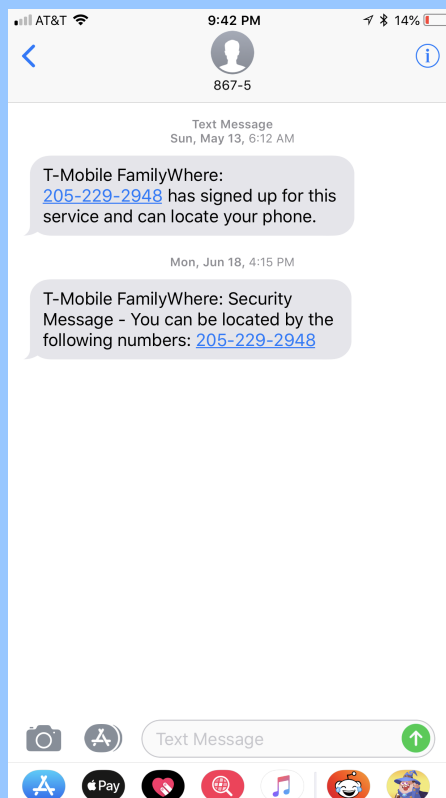 AT&T 9:42 PM 14%
867-5
Text Message
Sun, May 13, 6:12 AM
T-Mobile FamilyWhere:
205-229-2948 has signed up for this
service and can locate your phone.
Mon, Jun 18, 4:15 PM
T-Mobile FamilyWhere: Security
Message - You can be located by the
following numbers: 205-229-2948
Text Message
Pay